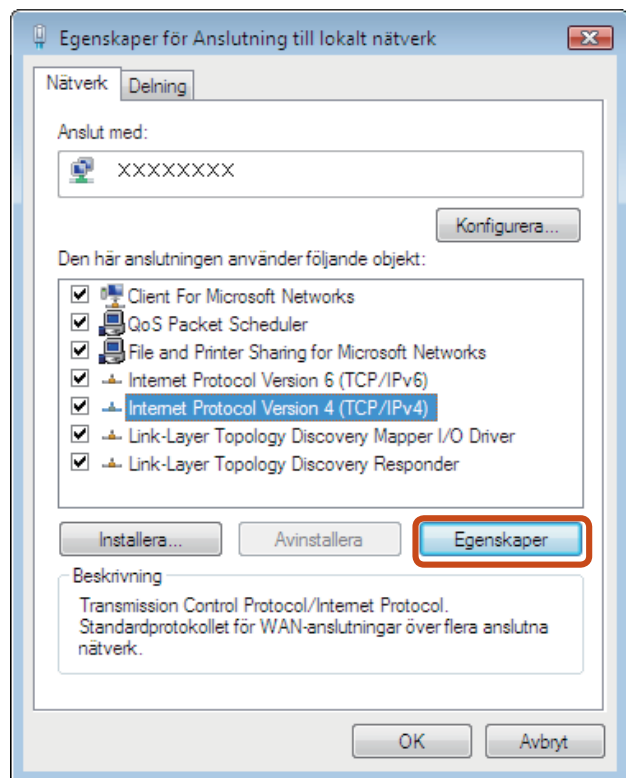 Egenskaper för Anslutning till lokalt nätverk
Nätverk Delning
Anslut med:
XXXXXXXX
Konfigurera...
Den här anslutningen använder följande objekt:
Client For Microsoft Networks
QoS Packet Scheduler
File and Printer Sharing for Microsoft Networks
Internet Protocol Version 6 (TCP/IPv6)
Internet Protocol Version 4 (TCP/IPv4)
Link-Layer Topology Discovery Mapper I/O Driver
Link-Layer Topology Discovery Responder
Installera... Avinstallera Egenskaper
Beskrivning
Transmission Control Protocol/Internet Protocol.
Standardprotokollet för WAN-anslutningar över flera anslutna
nätverk.
OK Avbryt